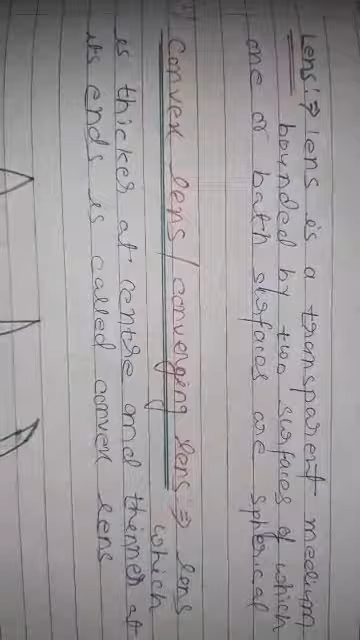 Lens:⇒ lens is a transparent medium
bounded by two surfaces of which
one or both surfaces are spherical
Convex lens / converging lens:⇒ lens
which
is thicker at centre and thinner at
its ends is called convex lens